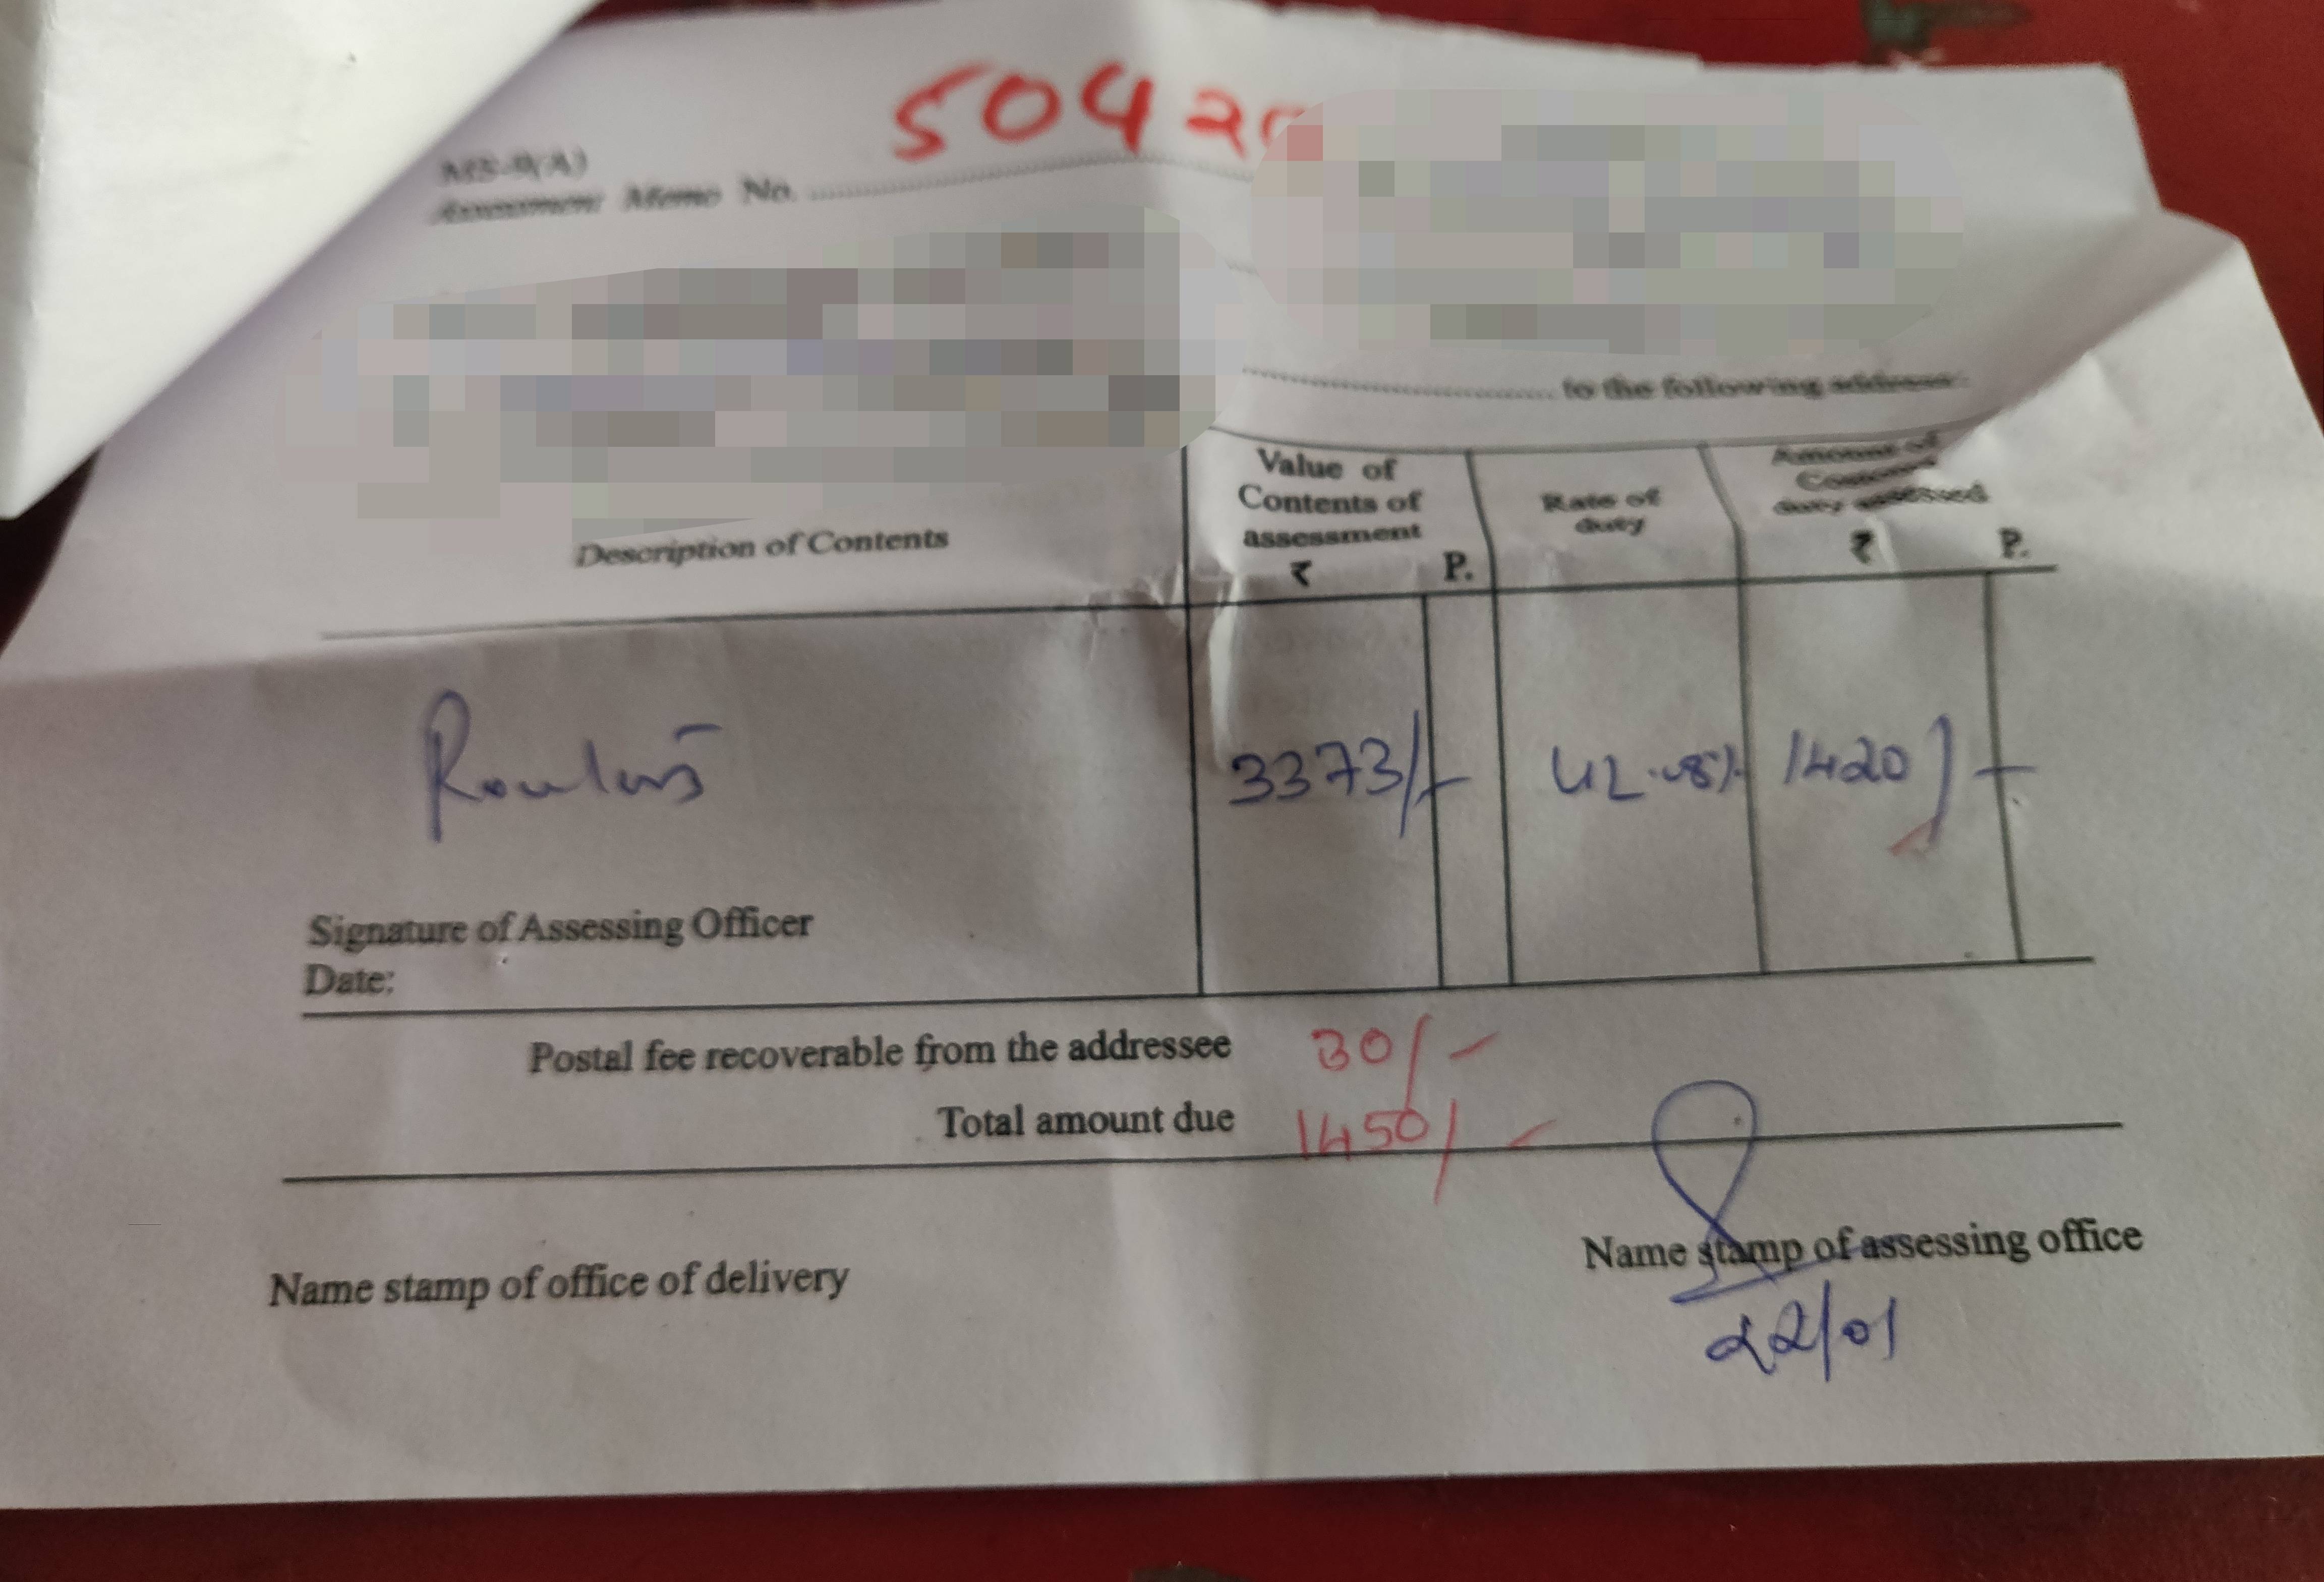 50420
MS-9(A)
Assessment Memo No.
to the following address:
Description of Contents
Value of Contents of assessment
₹ P.
Rate of duty
Amount of Customs duty assessed
₹ P.
3373/-
42.08%
1420/-
Signature of Assessing Officer
Date:
Postal fee recoverable from the addressee 30/-
Total amount due 1450/-
Name stamp of office of delivery
Name stamp of assessing office
22/01